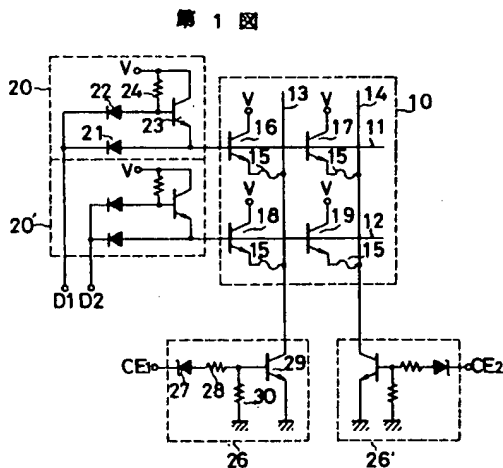 第 1 図
V 20 24 22 23 21
V 13 14 10
16 V 17 11
15 15
V
20'
V 18 V 19 12
15 15
D1 D2
CE1 27 28 29 30 CE2
26 26'